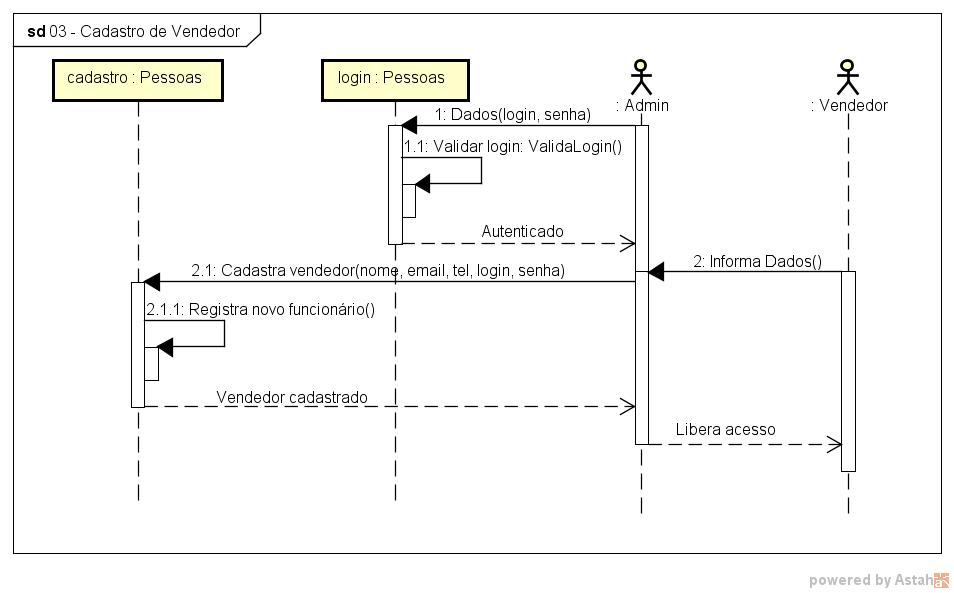 sd 03 - Cadastro de Vendedor
cadastro : Pessoas
login : Pessoas
: Admin
: Vendedor
1: Dados(login, senha)
1.1: Validar login: ValidaLogin()
Autenticado
2: Informa Dados()
2.1: Cadastra vendedor(nome, email, tel, login, senha)
2.1.1: Registra novo funcionário()
Vendedor cadastrado
Libera acesso
powered by Astah